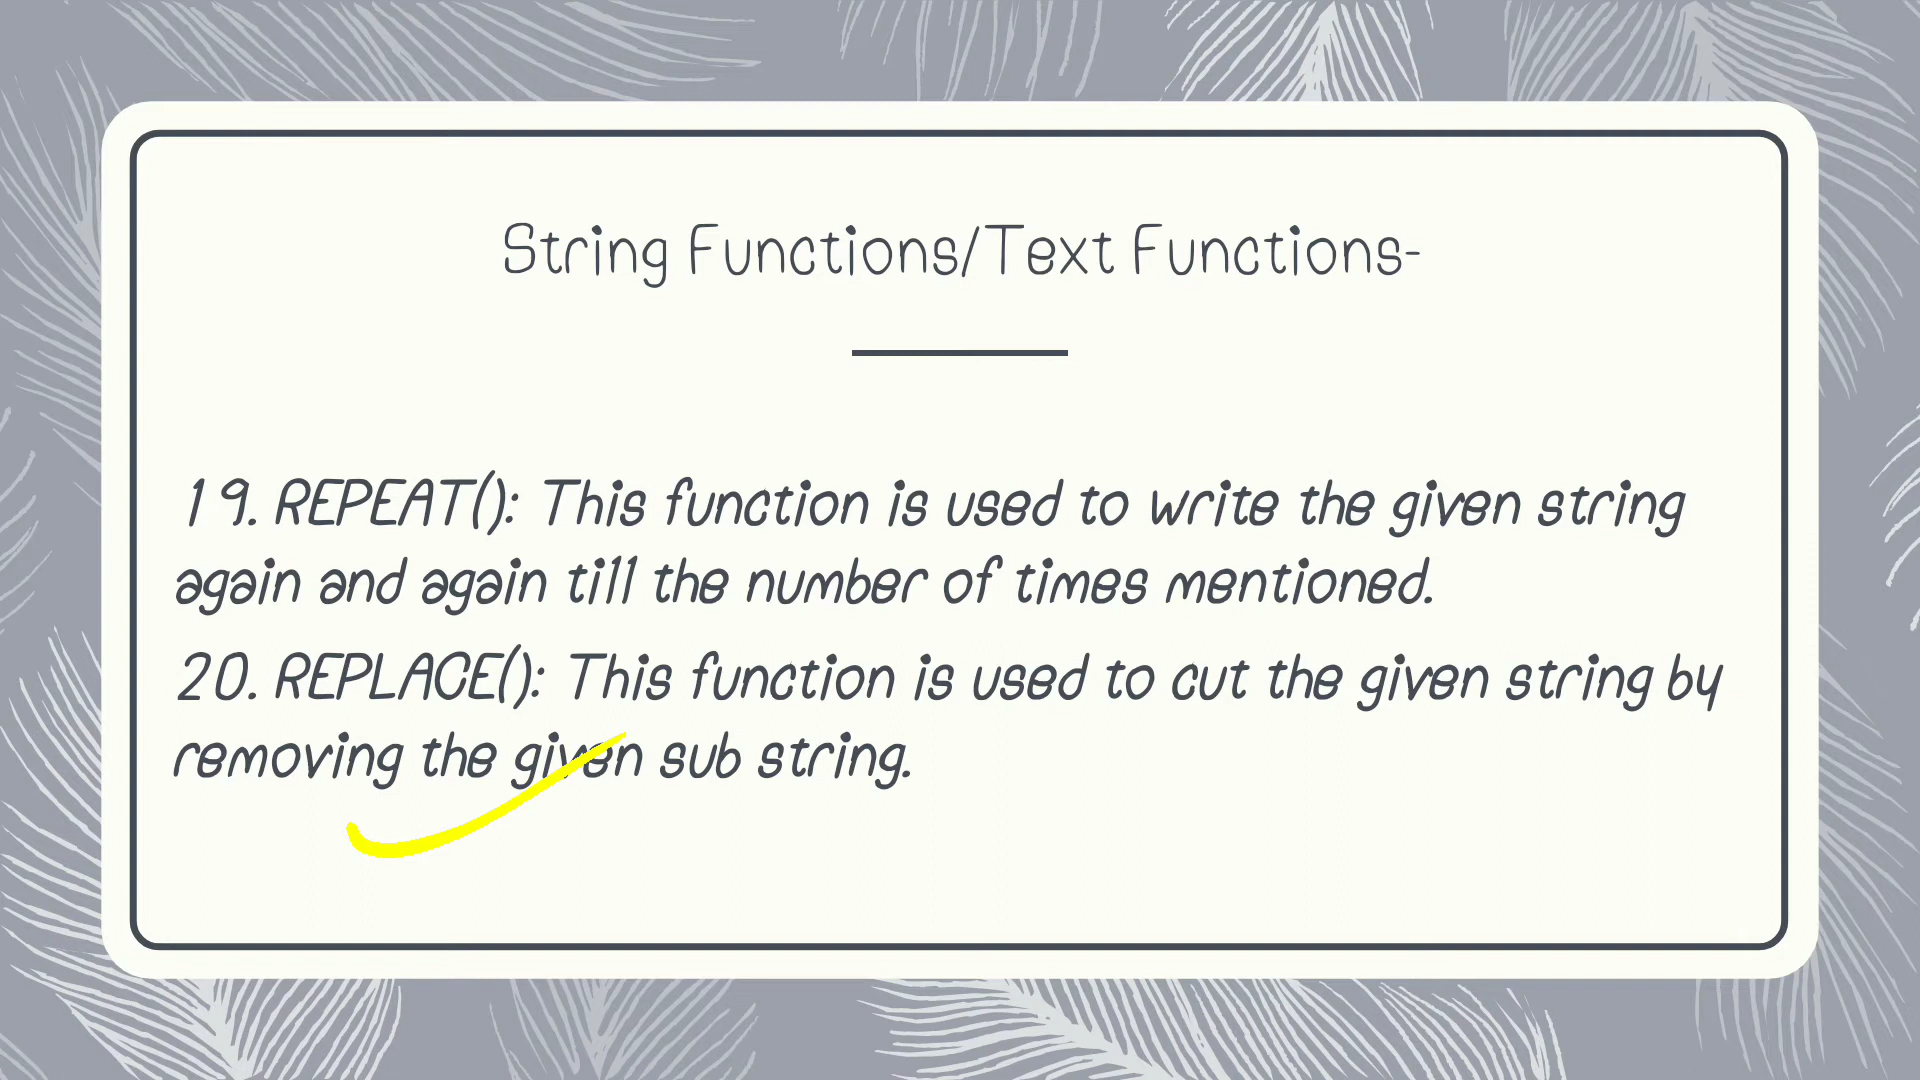 String Functions/Text Functions-
19. REPEAT(): This function is used to write the given string
again and again till the number of times mentioned.
20. REPLACE(): This function is used to cut the given string by
removing the given sub string.